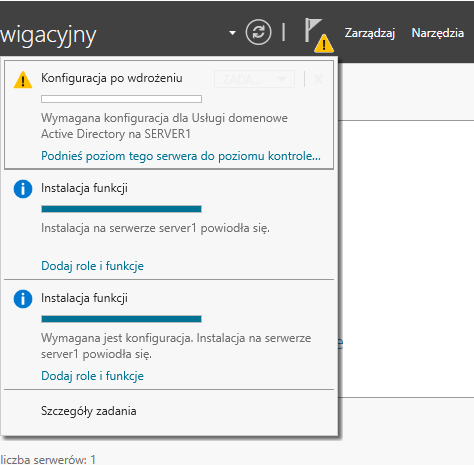 wigacyjny
Zarządzaj
Narzędzia
Konfiguracja po wdrożeniu
ZADA...
X
Wymagana konfiguracja dla Usługi domenowe
Active Directory na SERVER1
Podnieś poziom tego serwera do poziomu kontrole...
Instalacja funkcji
Instalacja na serwerze server1 powiodła się.
Dodaj role i funkcje
Instalacja funkcji
Wymagana jest konfiguracja. Instalacja na serwerze
server1 powiodła się.
e
Dodaj role i funkcje
Szczegóły zadania
liczba serwerów: 1